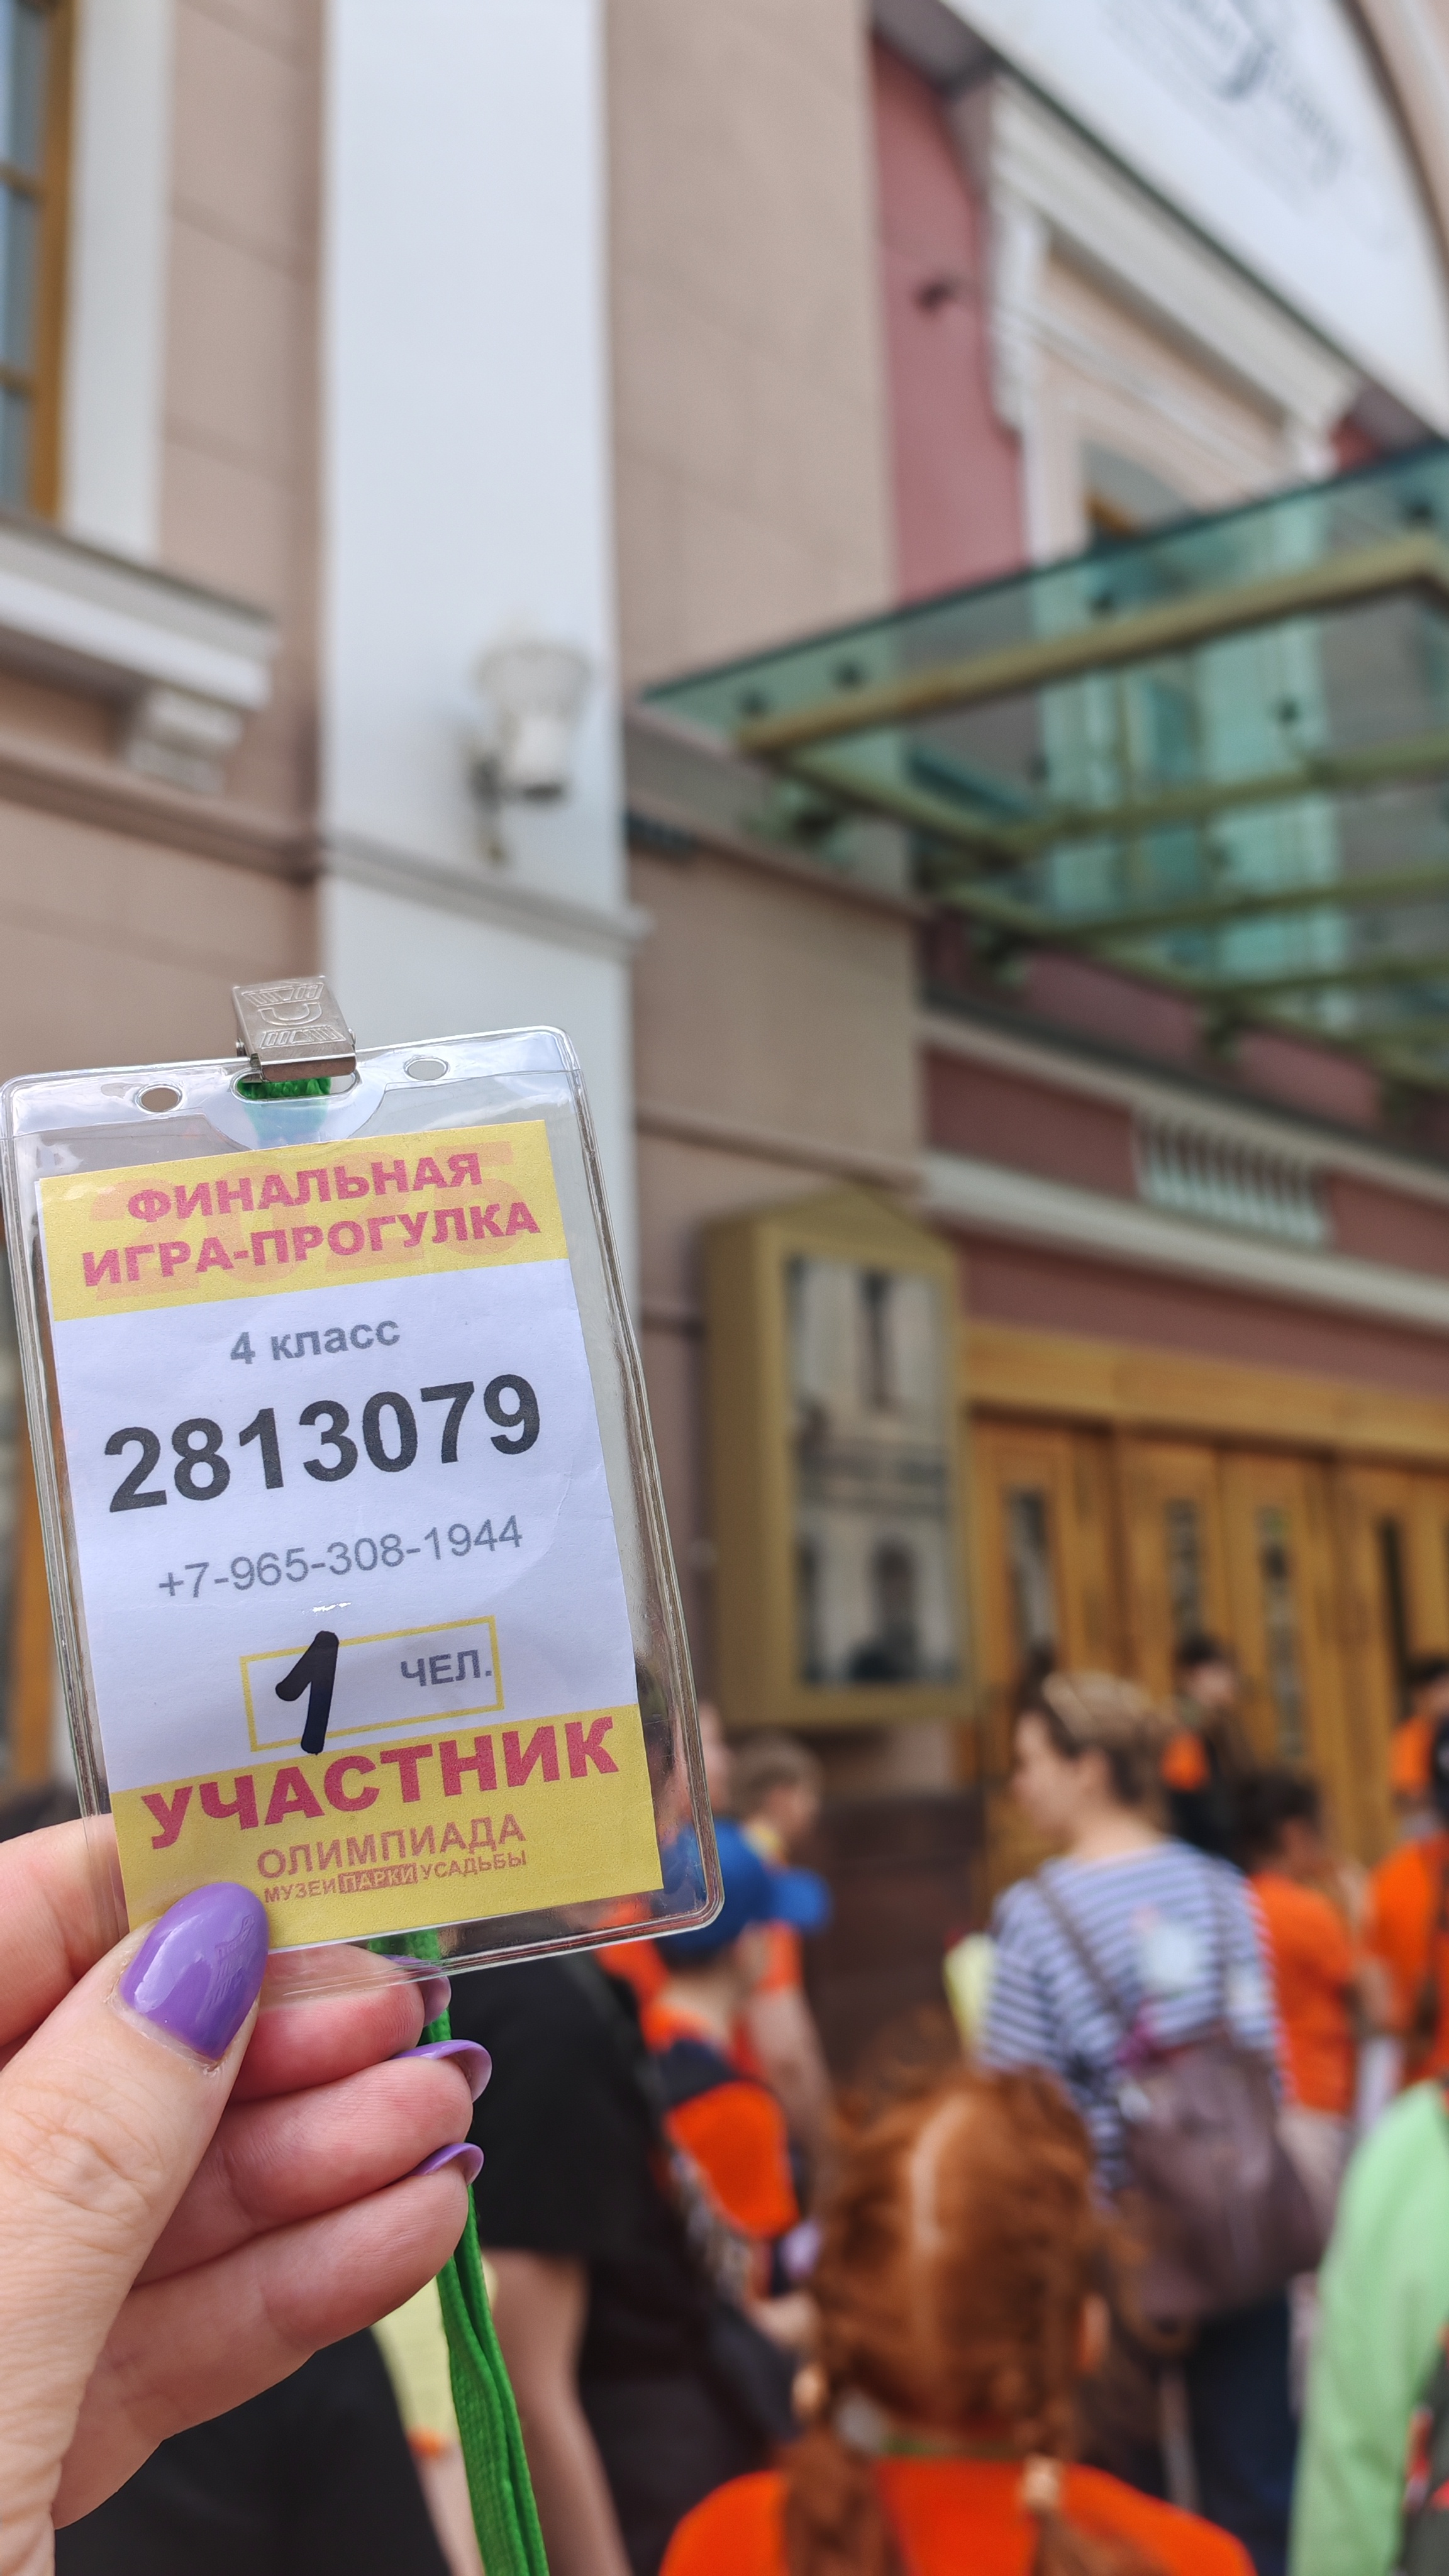 ФИНАЛЬНАЯ
ИГРА-ПРОГУЛКА
4 класс
2813079
+7-965-308-1944
1 ЧЕЛ.
УЧАСТНИК
ОЛИМПИАДА
МУЗЕИ ПАРКИ УСАДЬБЫ